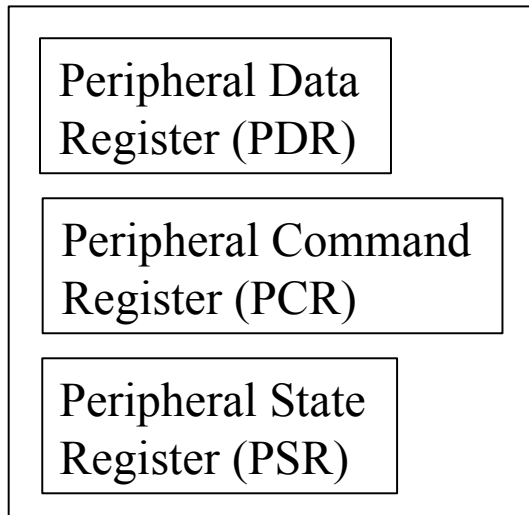 Peripheral Data
Register (PDR)
Peripheral Command
Register (PCR)
Peripheral State
Register (PSR)